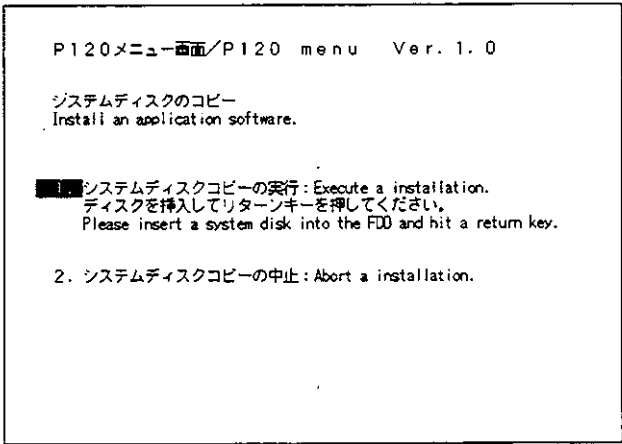 P120メニュー画面/P120 menu Ver. 1. 0
システムディスクのコピー
Install an application software.
1. システムディスクコピーの実行：Execute a installation.
ディスクを挿入してリターンキーを押してください。
Please insert a system disk into the FDD and hit a return key.
2. システムディスクコピーの中止：Abort a installation.